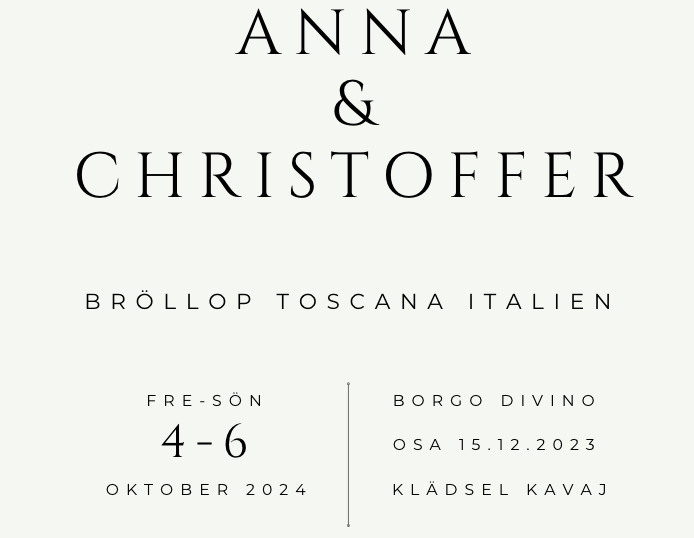 ANNA
&
CHRISTOFFER
BRÖLLOP TOSCANA ITALIEN
FRE-SÖN
4-6
OKTOBER 2024
BORGO DIVINO
OSA 15.12.2023
KLÄDSEL KAVAJ